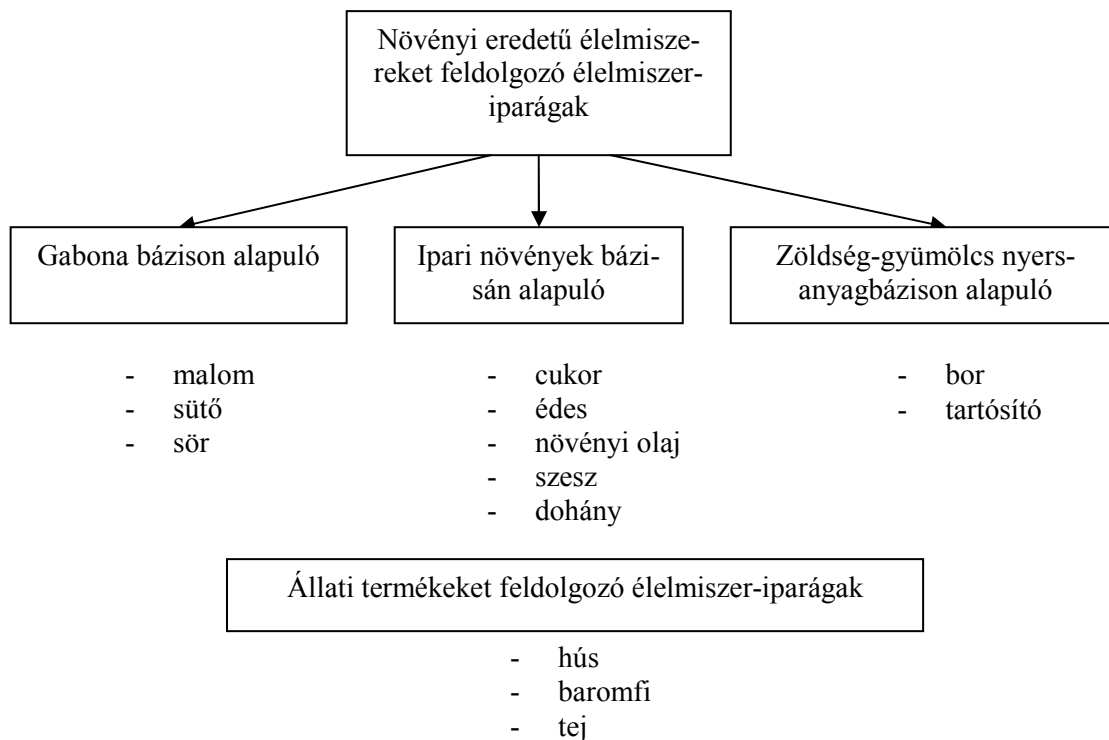 Növényi eredetű élelmisze-
reket feldolgozó élelmiszer-
iparágak
Gabona bázison alapuló
Ipari növények bázi-
sán alapuló
Zöldség-gyümölcs nyers-
anyagbázison alapuló
- malom
- sütő
- sör
- cukor
- édes
- növényi olaj
- szesz
- dohány
- bor
- tartósító
Állati termékeket feldolgozó élelmiszer-iparágak
- hús
- baromfi
- tej